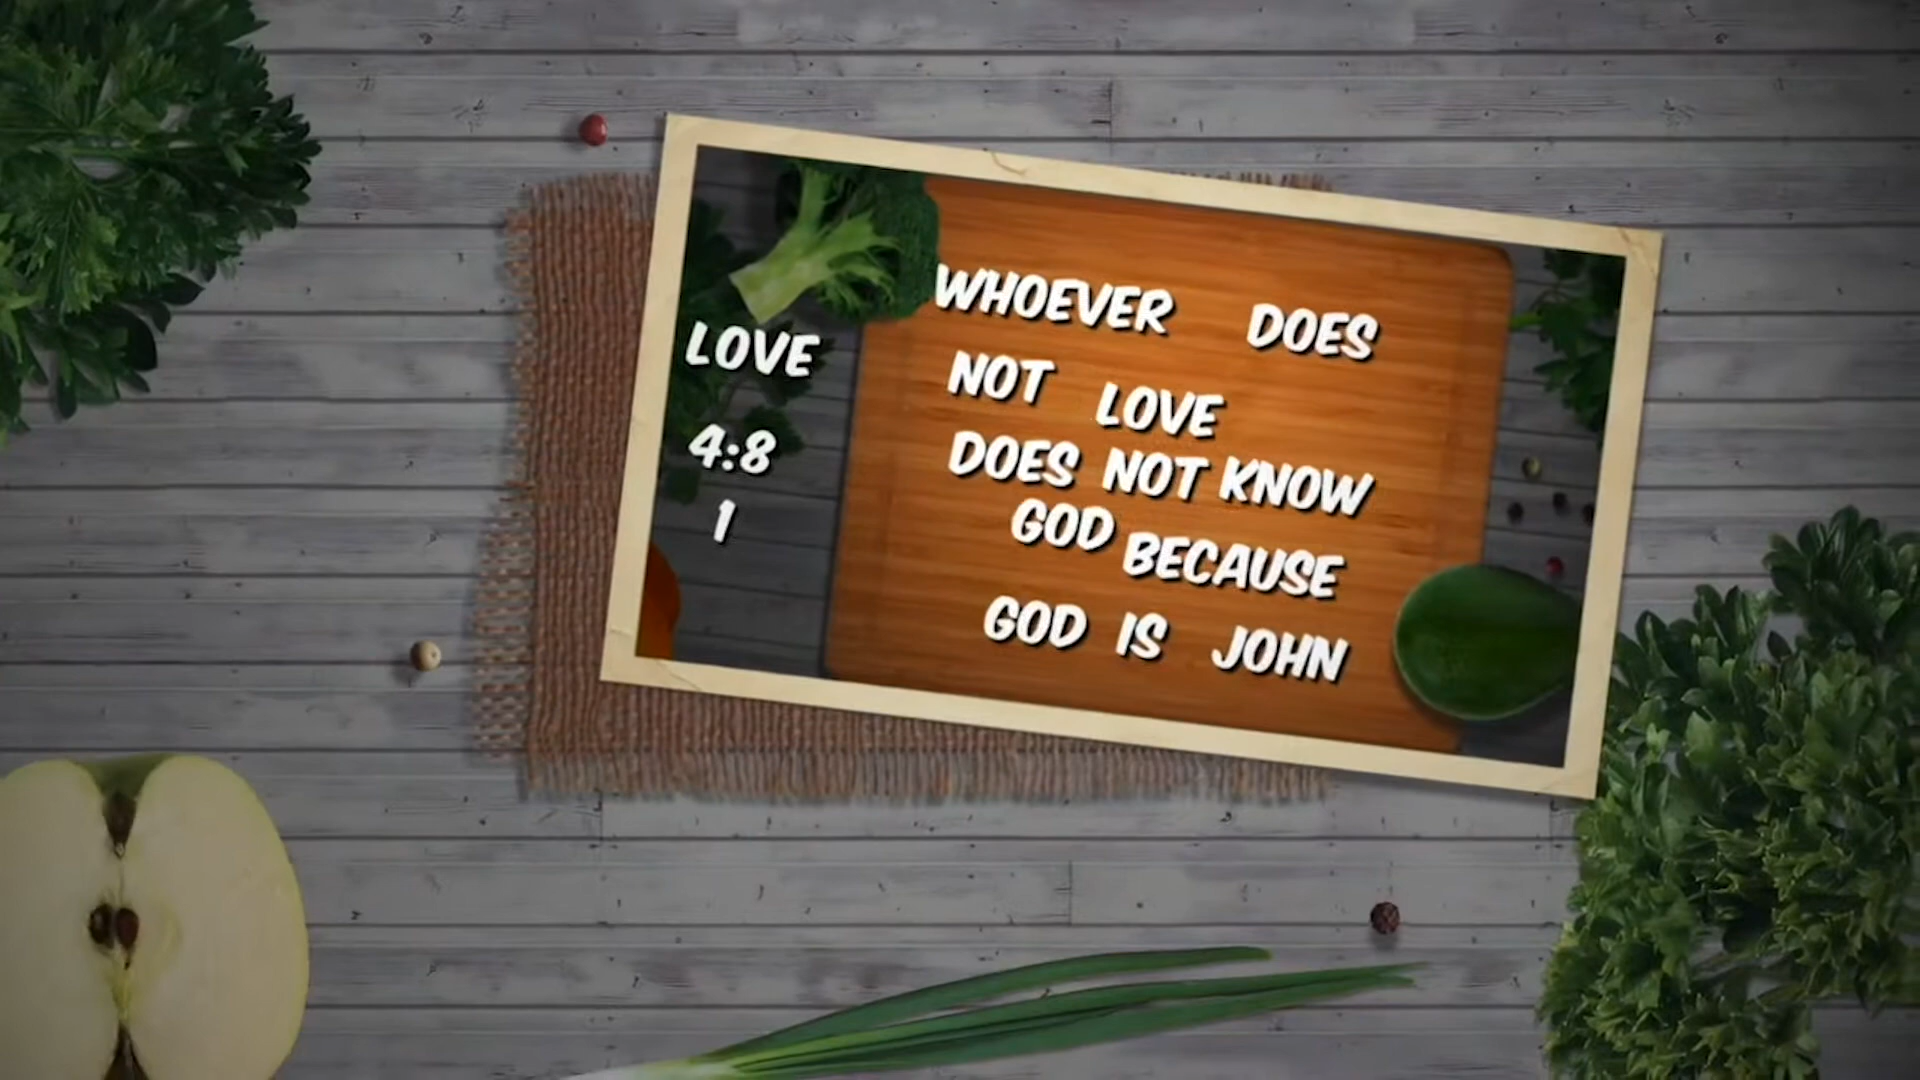 LOVE
4:8
1
WHOEVER DOES
NOT LOVE
DOES NOT KNOW
GOD BECAUSE
GOD IS JOHN